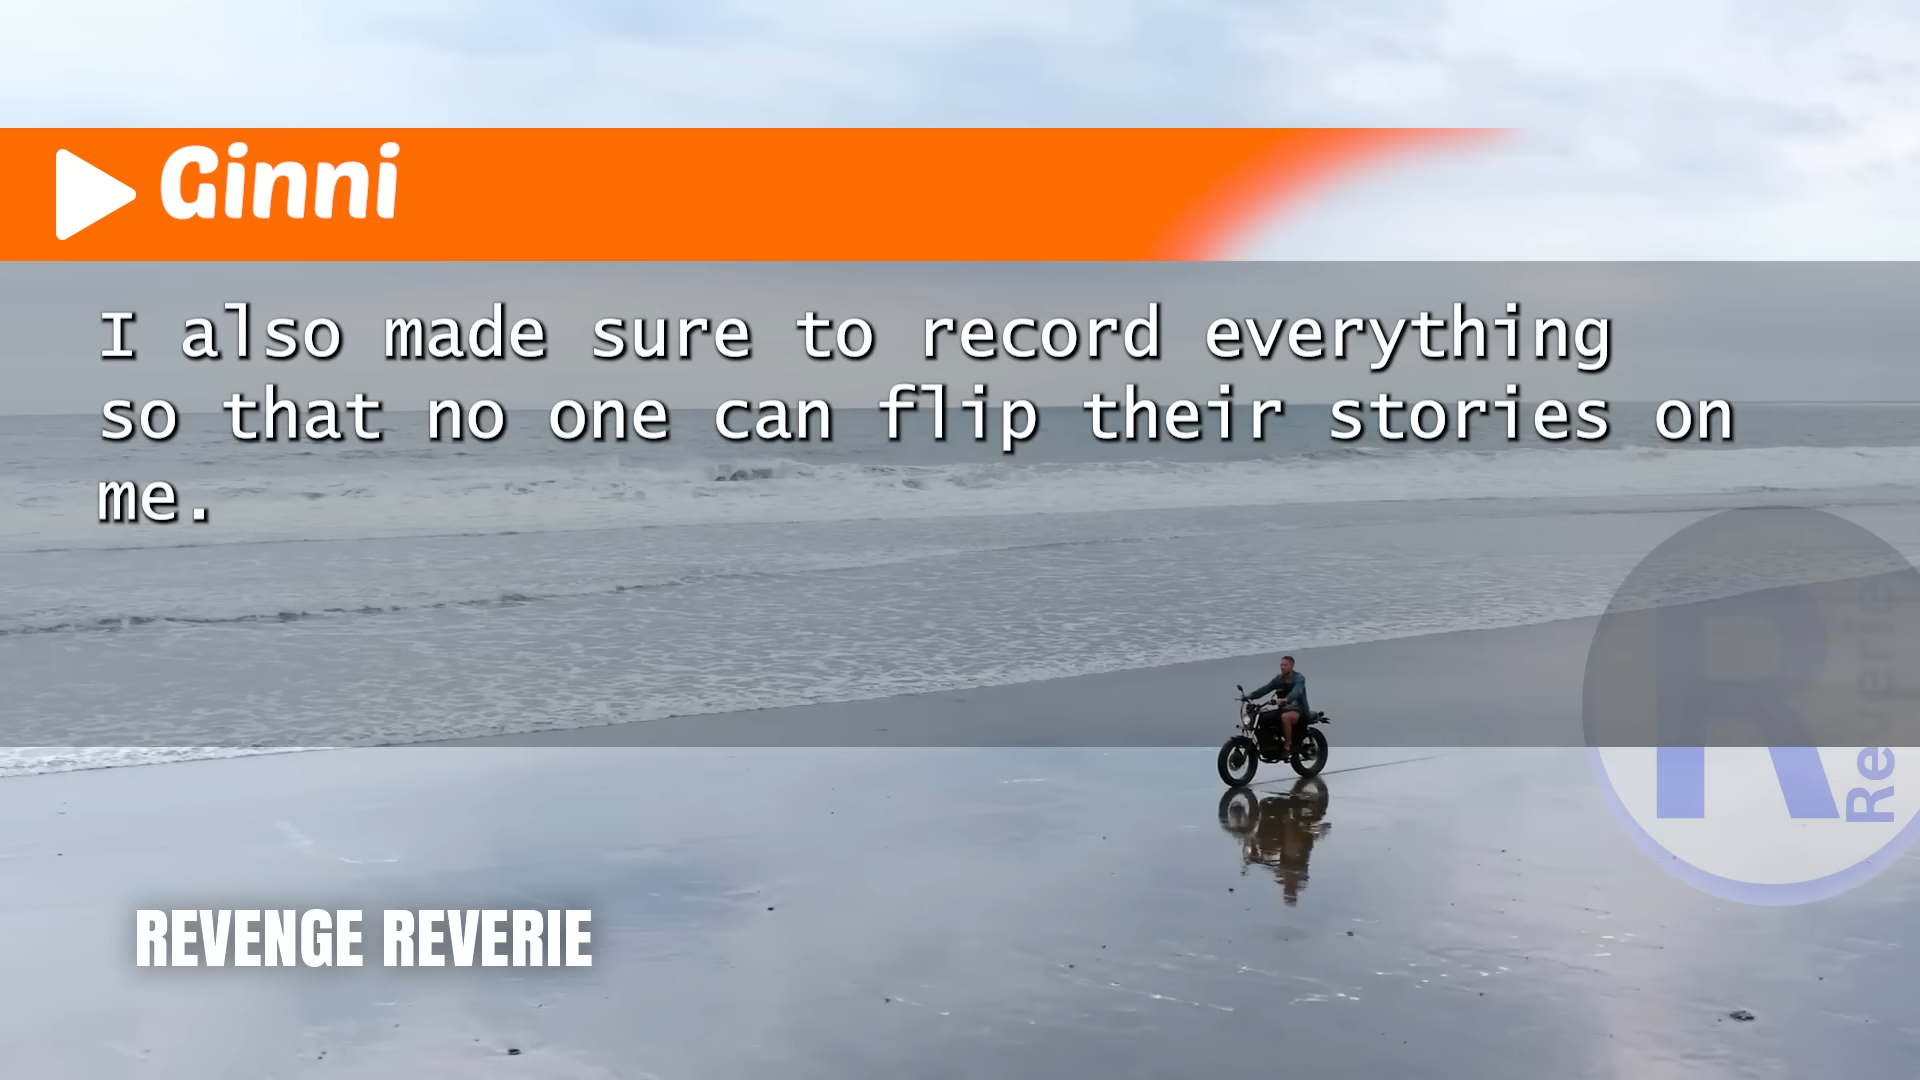 Ginni
I also made sure to record everything
so that no one can flip their stories on
me.
R
Reverie
REVENGE REVERIE